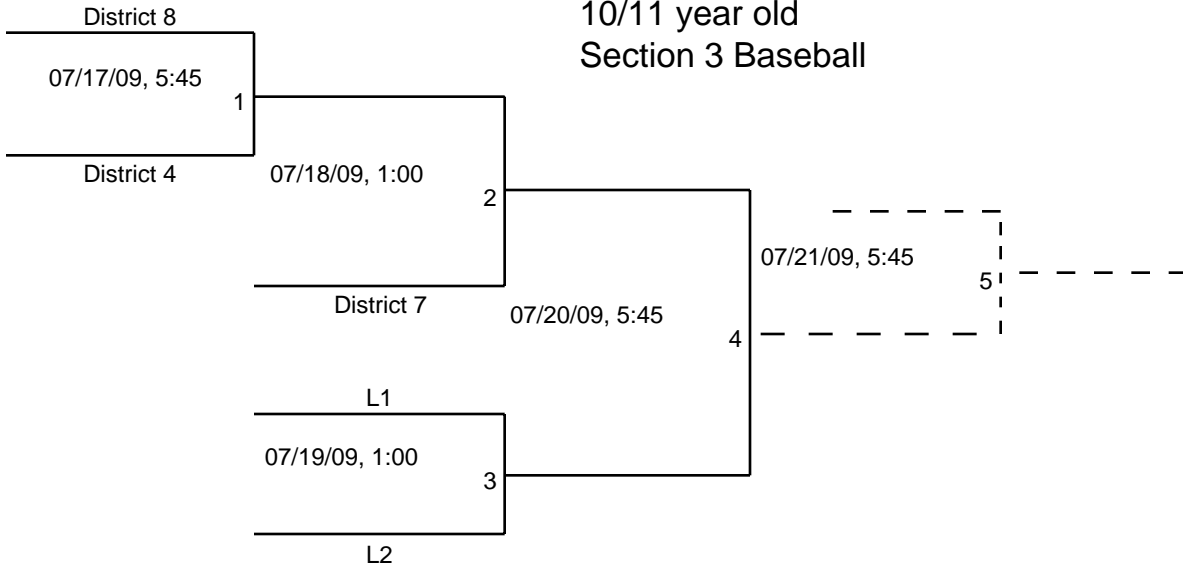 10/11 year old
Section 3 Baseball
District 8
07/17/09, 5:45
1
District 4
07/18/09, 1:00
2
District 7
07/20/09, 5:45
4
07/21/09, 5:45
5
L1
07/19/09, 1:00
3
L2